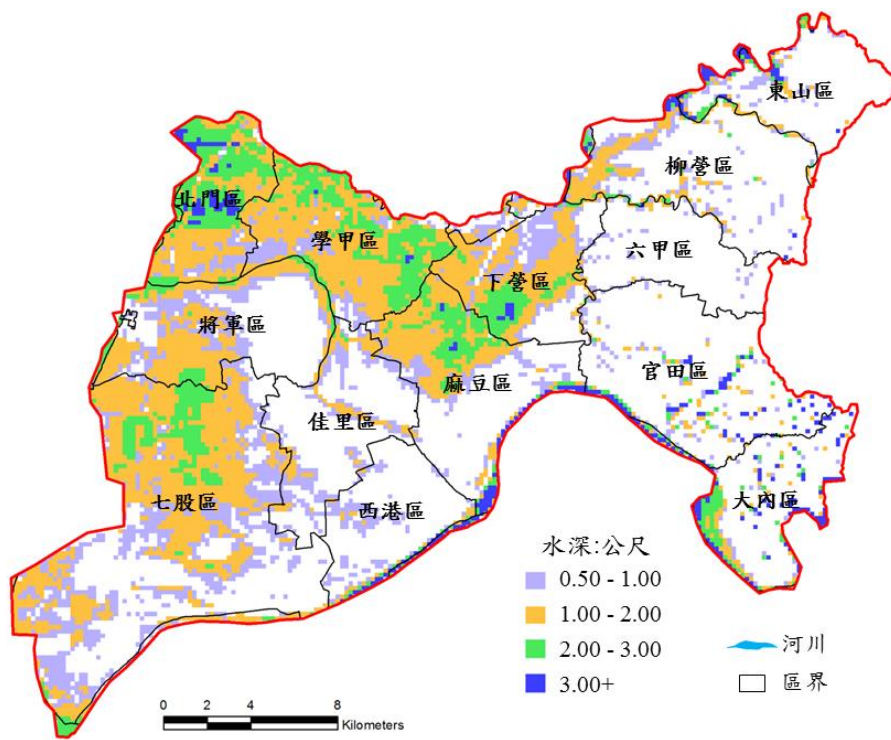 東山區
柳營區
北門區
學甲區
六甲區
下營區
將軍區
官田區
麻豆區
佳里區
七股區
西港區
大內區
水深:公尺
0.50 - 1.00
1.00 - 2.00
2.00 - 3.00
3.00+
河川
區界
0 2 4 8
Kilometers